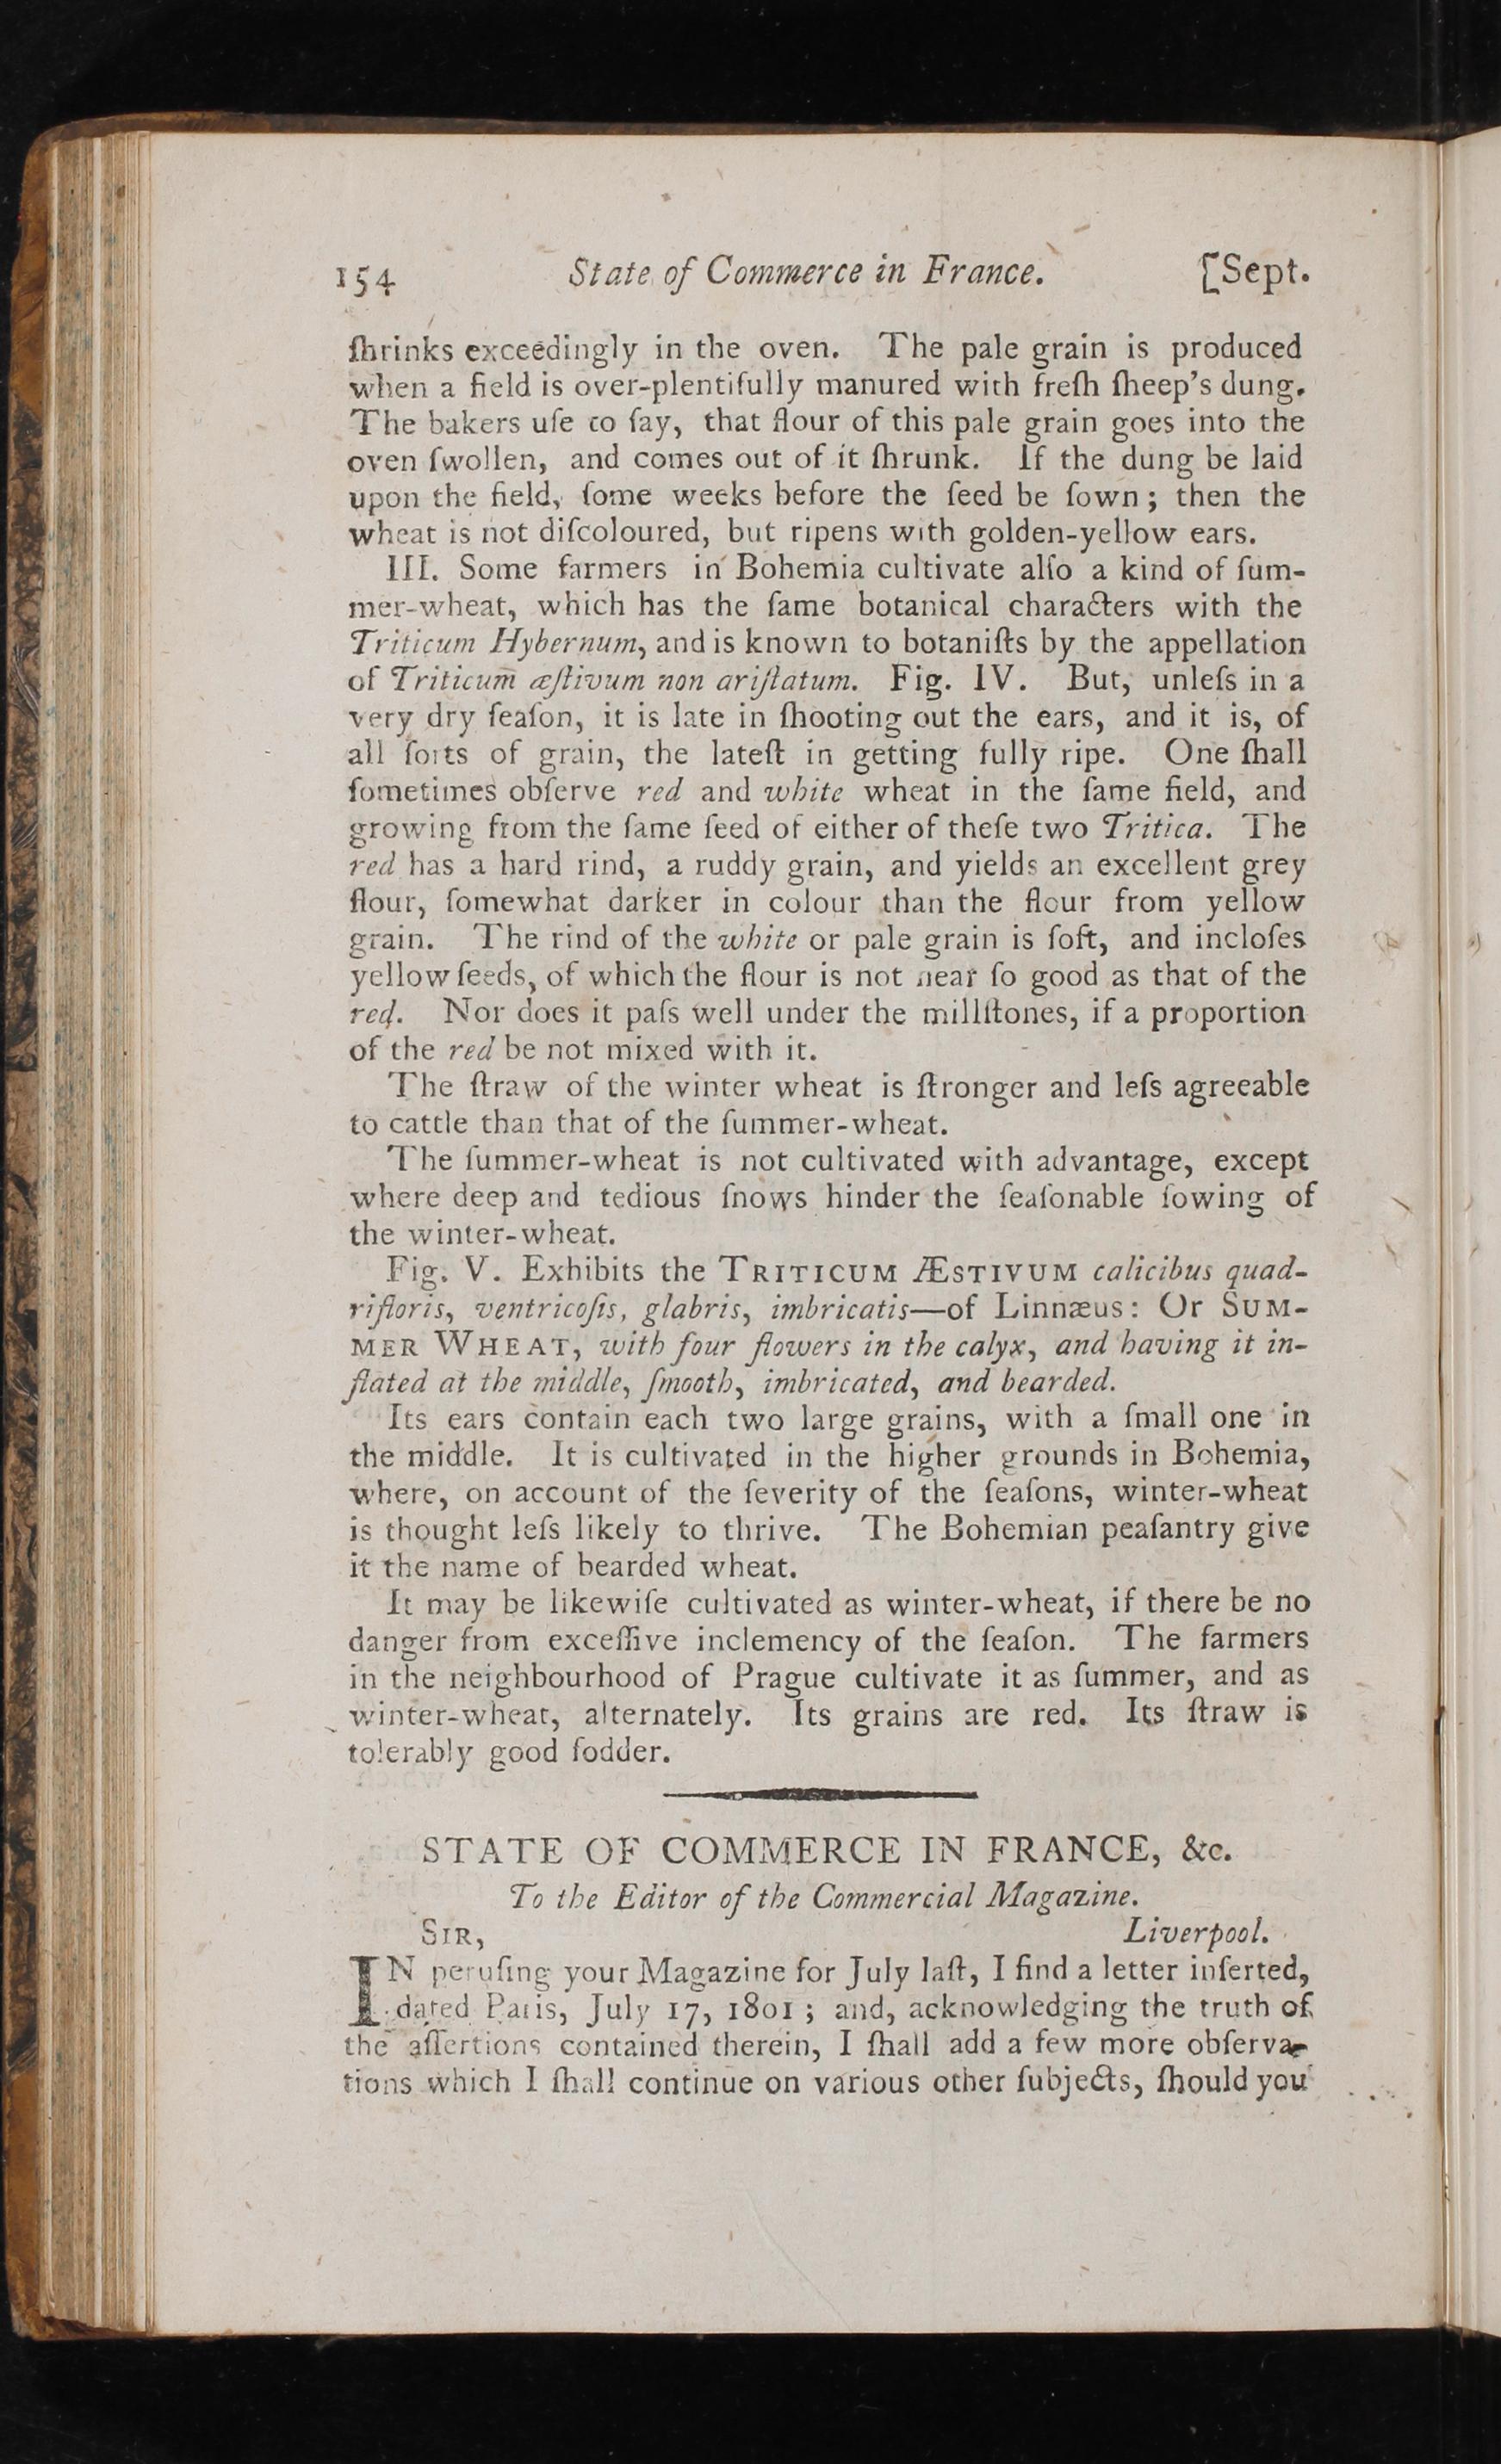 154 State of Commerce in France. [Sept.
ſhrinks exceedingly in the oven. The pale grain is produced
when a field is over-plentifully manured with freſh ſheep's dung.
The bakers uſe to ſay, that flour of this pale grain goes into the
oven ſwollen, and comes out of it ſhrunk. If the dung be laid
upon the field, ſome weeks before the ſeed be ſown; then the
wheat is not diſcoloured, but ripens with golden-yellow ears.
III. Some farmers in Bohemia cultivate alſo a kind of ſum-
mer-wheat, which has the ſame botanical characters with the
Triticum Hybernum, and is known to botaniſts by the appellation
of Triticum æſtivum non ariſtatum. Fig. IV. But, unleſs in a
very dry ſeaſon, it is late in ſhooting out the ears, and it is, of
all ſorts of grain, the lateſt in getting fully ripe. One ſhall
ſometimes obſerve red and white wheat in the ſame field, and
growing from the ſame ſeed of either of theſe two Tritica. The
red has a hard rind, a ruddy grain, and yields an excellent grey
flour, ſomewhat darker in colour than the flour from yellow
grain. The rind of the white or pale grain is ſoft, and incloſes
yellow ſeeds, of which the flour is not near ſo good as that of the
red. Nor does it paſs well under the millſtones, if a proportion
of the red be not mixed with it.
The ſtraw of the winter wheat is ſtronger and leſs agreeable
to cattle than that of the ſummer-wheat.
The ſummer-wheat is not cultivated with advantage, except
where deep and tedious ſnows hinder the ſeaſonable ſowing of
the winter-wheat.
Fig. V. Exhibits the TRITICUM ÆSTIVUM calicibus quad-
rifloris, ventricoſis, glabris, imbricatis—of Linnæus: Or SUM-
MER WHEAT, with four flowers in the calyx, and having it in-
flated at the middle, ſmooth, imbricated, and bearded.
Its ears contain each two large grains, with a ſmall one in
the middle. It is cultivated in the higher grounds in Bohemia,
where, on account of the ſeverity of the ſeaſons, winter-wheat
is thought leſs likely to thrive. The Bohemian peaſantry give
it the name of bearded wheat.
It may be likewiſe cultivated as winter-wheat, if there be no
danger from exceſſive inclemency of the ſeaſon. The farmers
in the neighbourhood of Prague cultivate it as ſummer, and as
winter-wheat, alternately. Its grains are red. Its ſtraw is
tolerably good fodder.
STATE OF COMMERCE IN FRANCE, &c.
To the Editor of the Commercial Magazine.
SIR, Liverpool.
IN peruſing your Magazine for July laſt, I find a letter inſerted,
dated Paris, July 17, 1801; and, acknowledging the truth of
the aſſertions contained therein, I ſhall add a few more obſerva-
tions which I ſhall continue on various other ſubjects, ſhould you